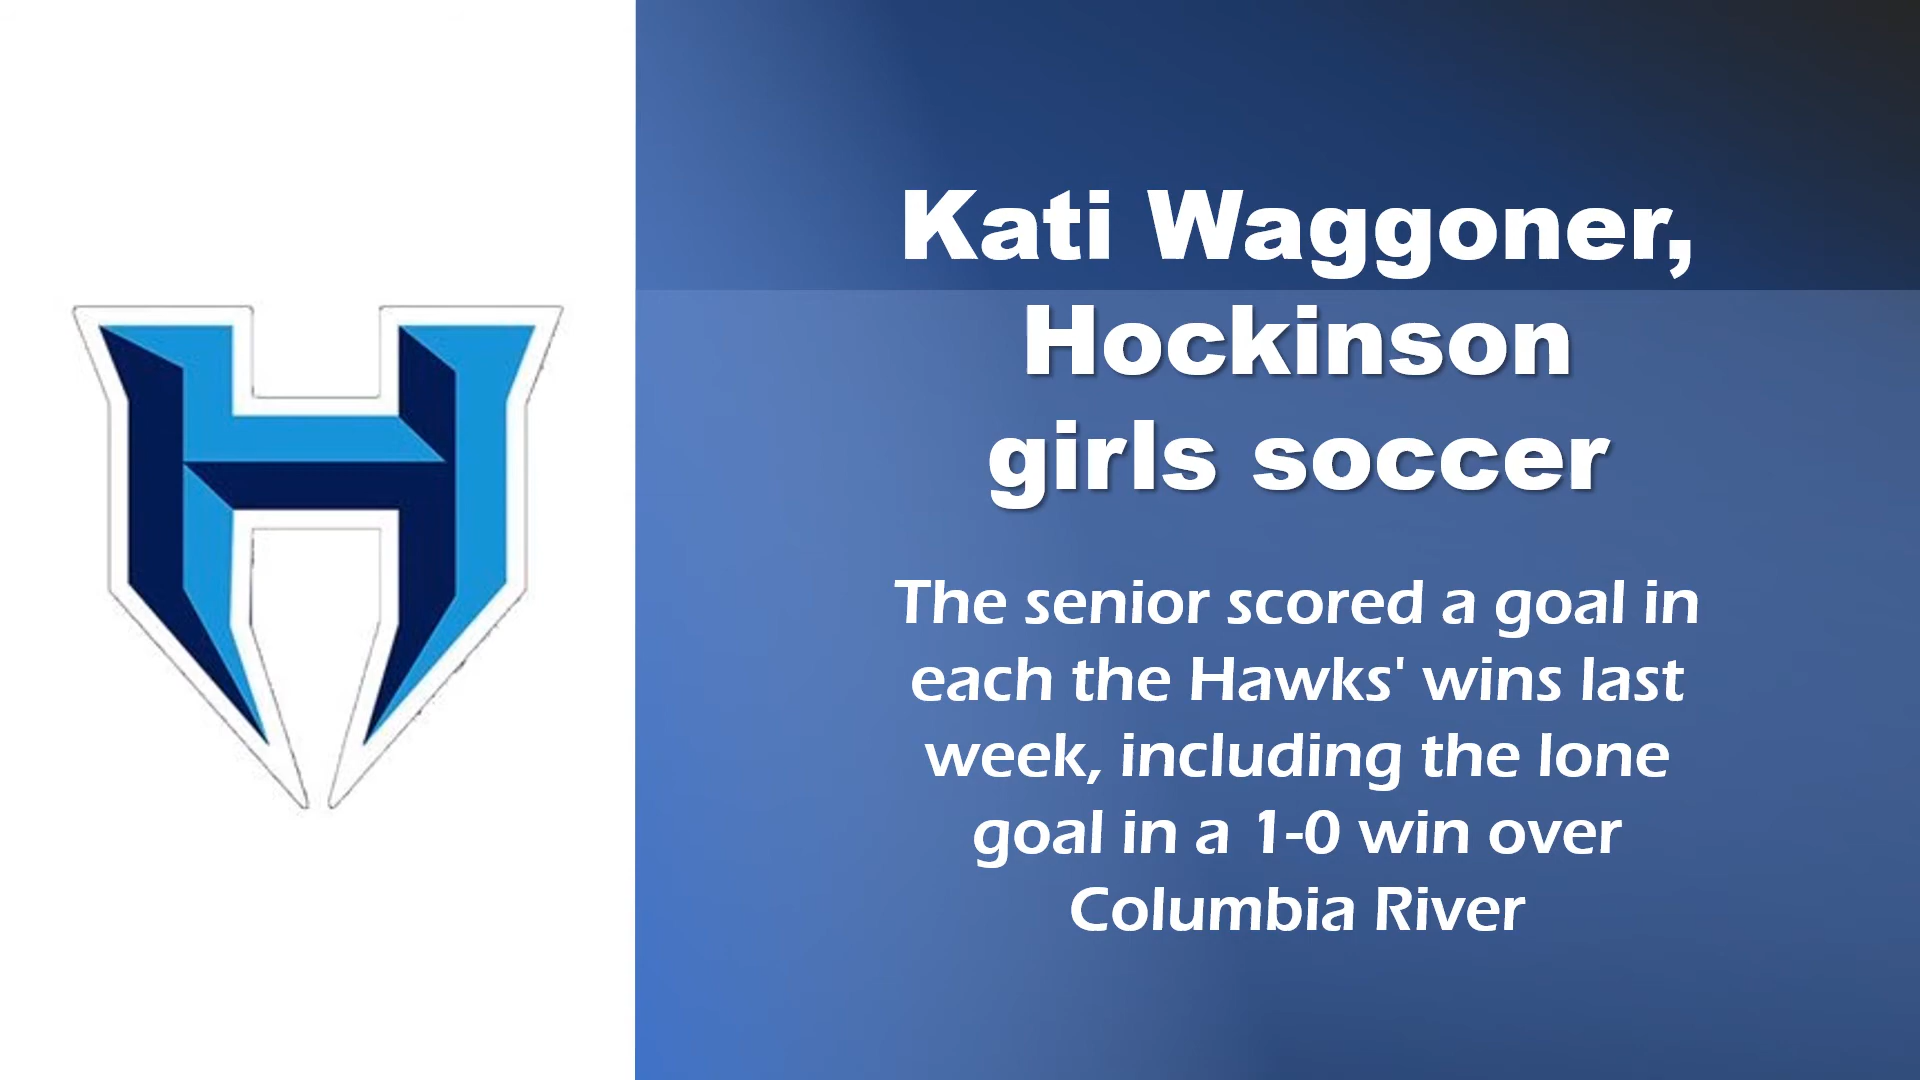 Kati Waggoner,
Hockinson
girls soccer
The senior scored a goal in
each the Hawks' wins last
week, including the lone
goal in a 1-0 win over
Columbia River
H